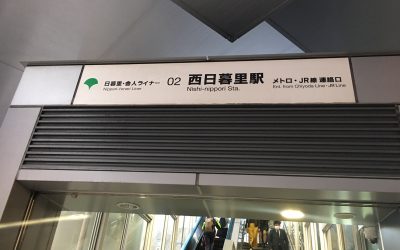 日暮里・舎人ライナー
Nippori-toneri Liner
02 西日暮里駅
Nishi-nippori Sta.
メトロ・JR線 連絡口
Ent. from Chiyoda Line・JR Line